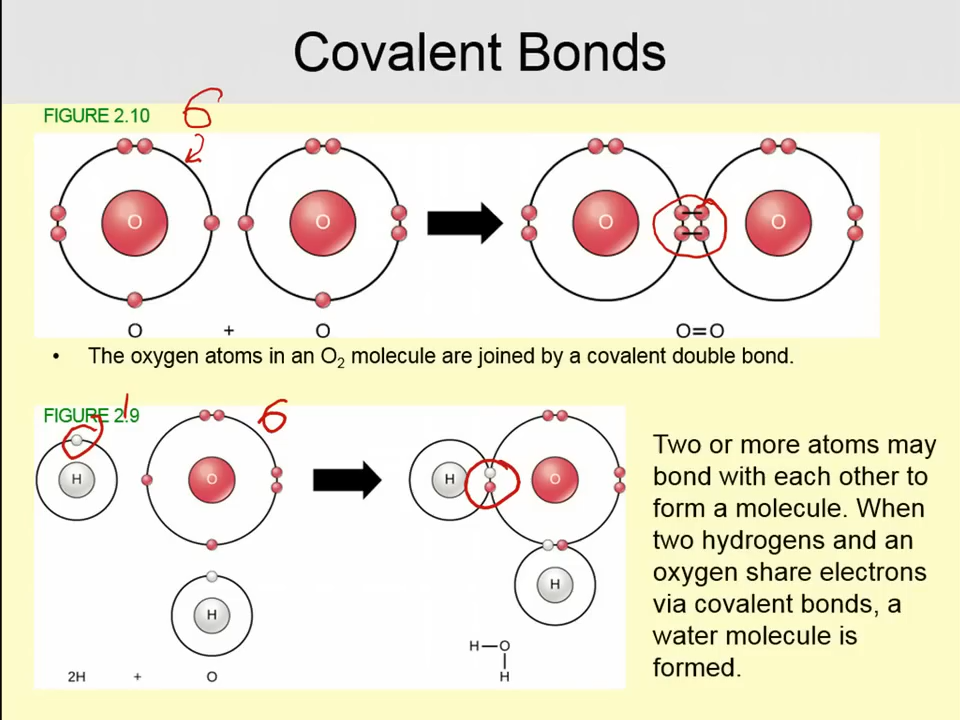 Covalent Bonds
FIGURE 2.10
6
O O O O
O + O O=O
• The oxygen atoms in an O₂ molecule are joined by a covalent double bond.
FIGURE 2.9
1
6
H O H O
H H
H—O
H
2H + O
Two or more atoms may
bond with each other to
form a molecule. When
two hydrogens and an
oxygen share electrons
via covalent bonds, a
water molecule is
formed.